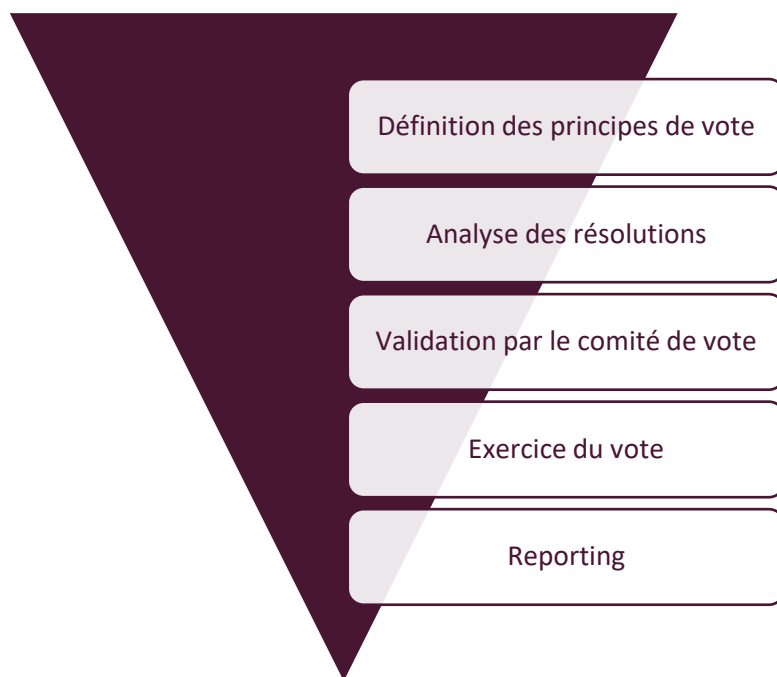 Définition des principes de vote
Analyse des résolutions
Validation par le comité de vote
Exercice du vote
Reporting